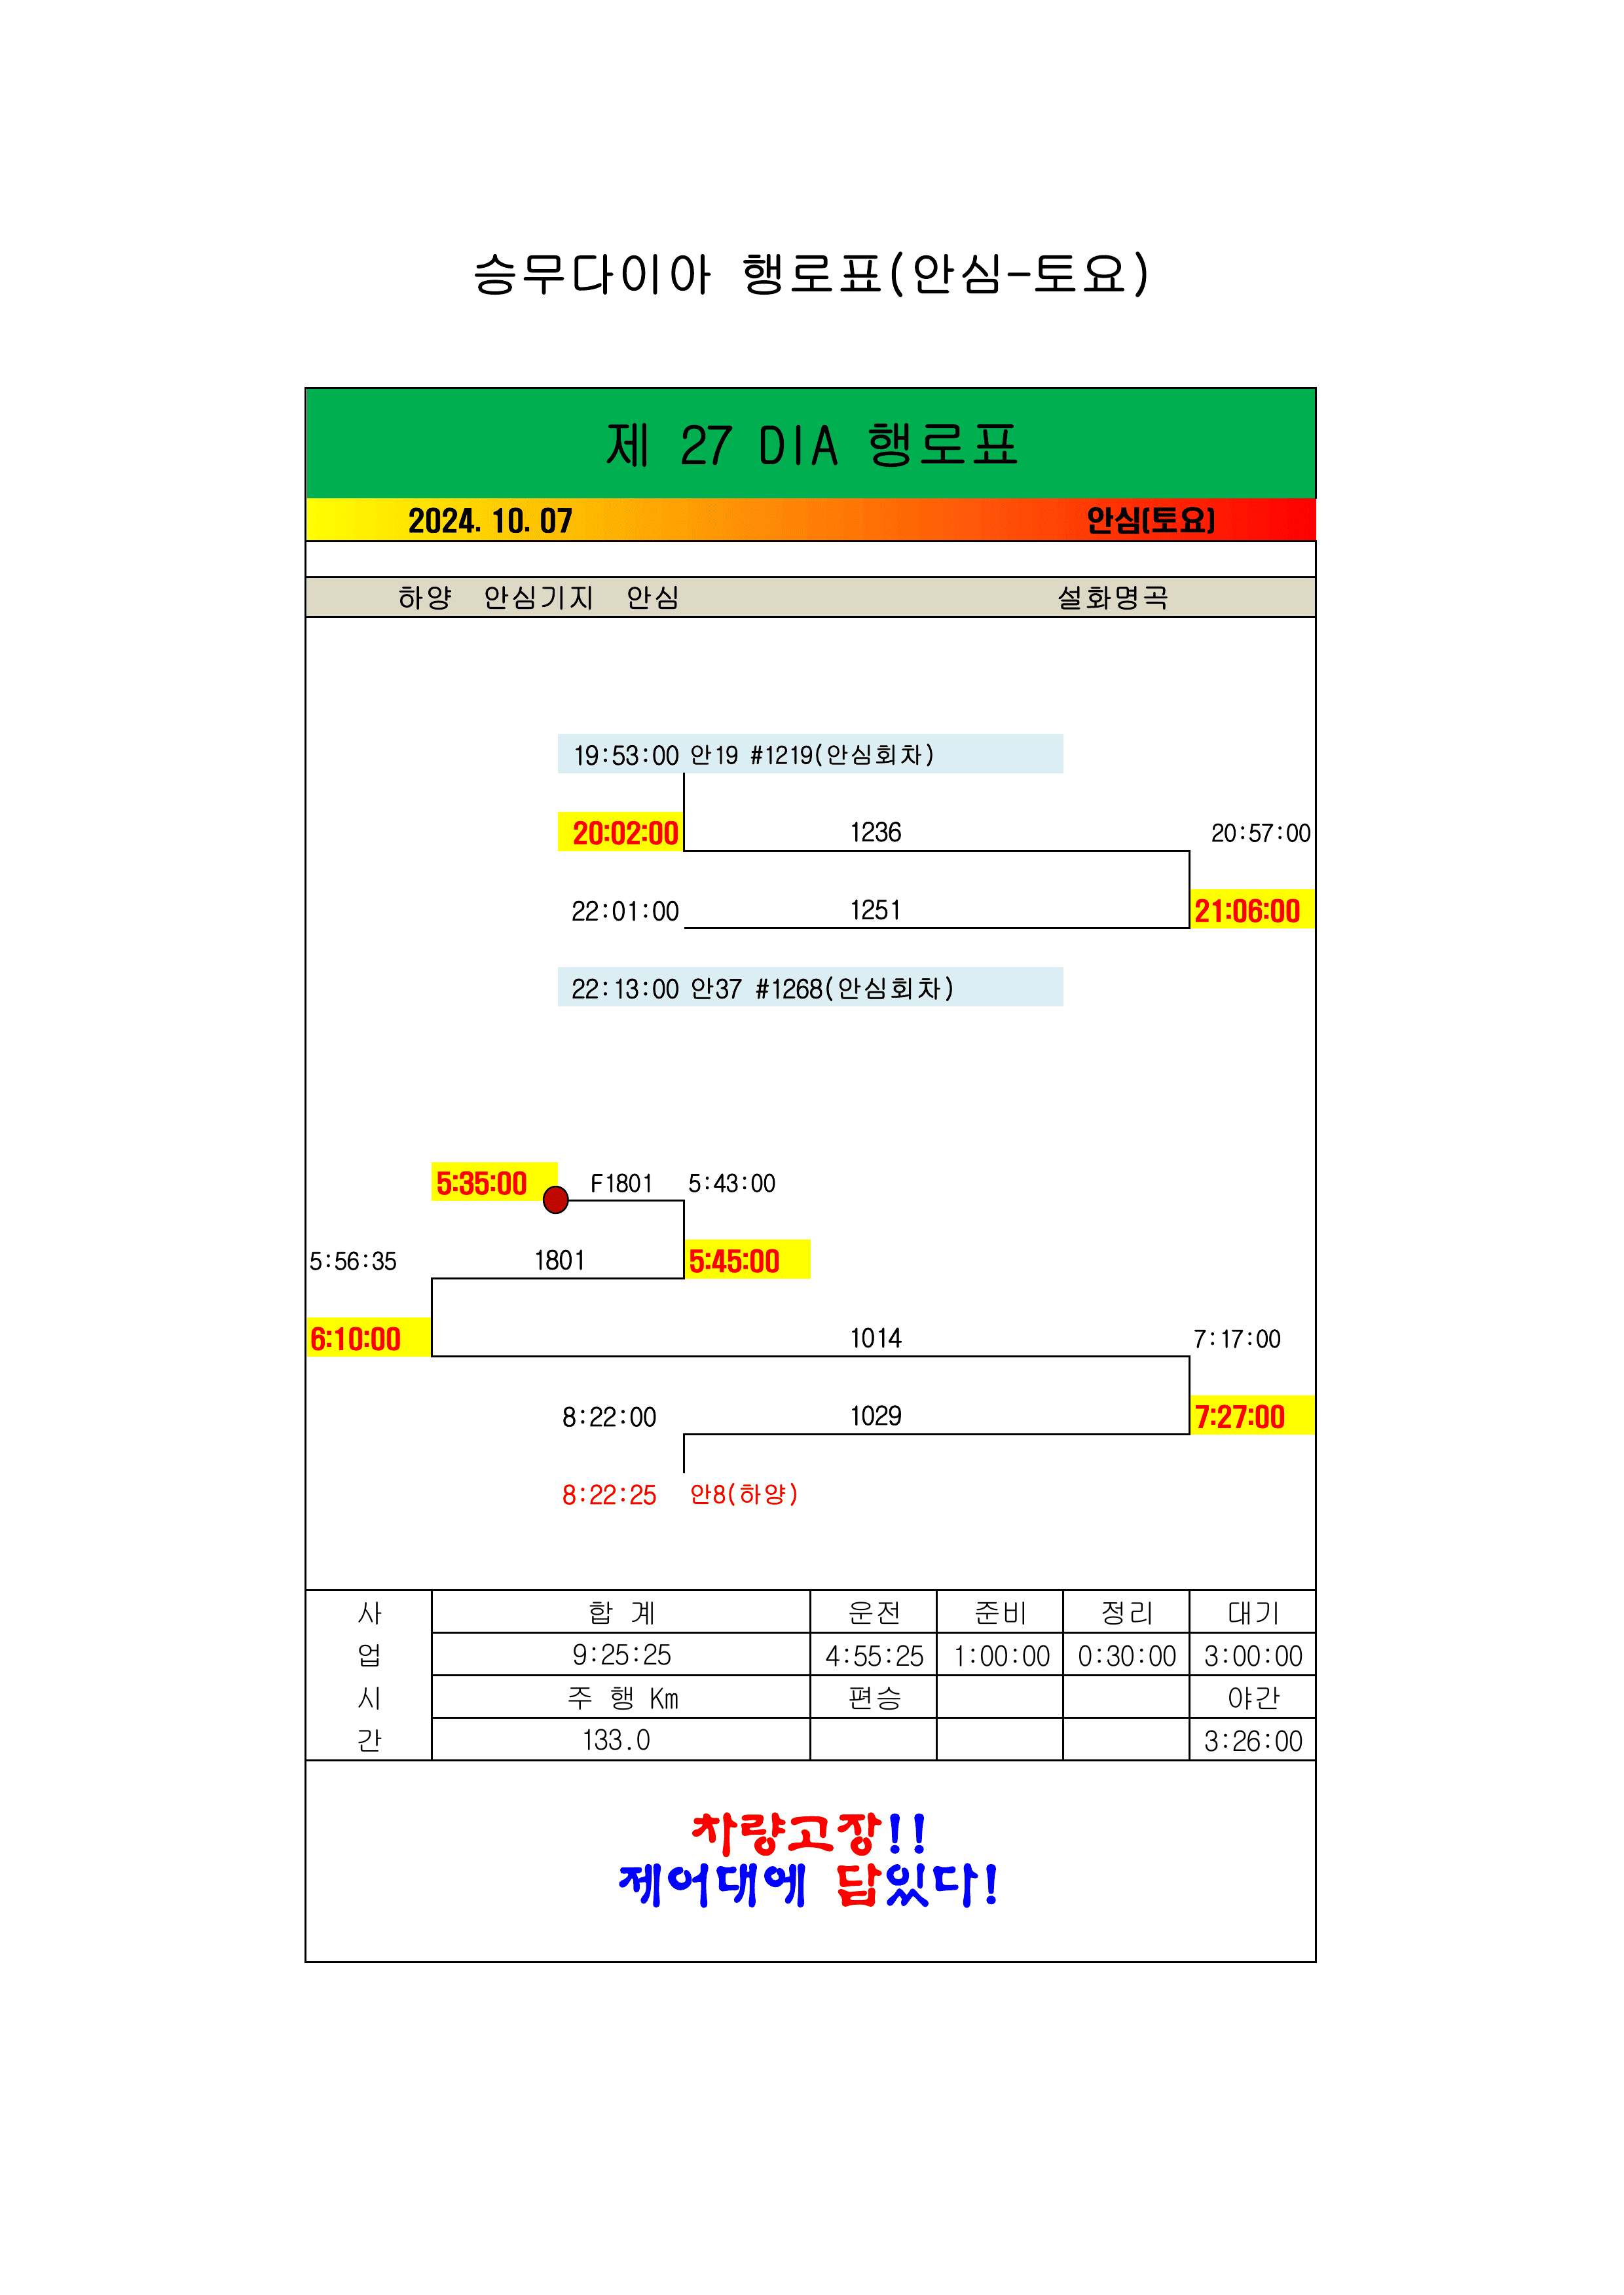 승무다이아 행로표(안심-토요)
제 27 DIA 행로표
2024. 10. 07 안심(토요)
하양 안심기지 안심 설화명곡
19:53:00 안19 #1219(안심회차)
20:02:00 1236 20:57:00
22:01:00 1251 21:06:00
22:13:00 안37 #1268(안심회차)
5:35:00 F1801 5:43:00
5:56:35 1801 5:45:00
6:10:00 1014 7:17:00
8:22:00 1029 7:27:00
8:22:25 안8(하양)
사 합 계 운전 준비 정리 대기
업 9:25:25 4:55:25 1:00:00 0:30:00 3:00:00
시 주 행 Km 편승 야간
간 133.0 3:26:00
차량고장!!
제어대에 답있다!